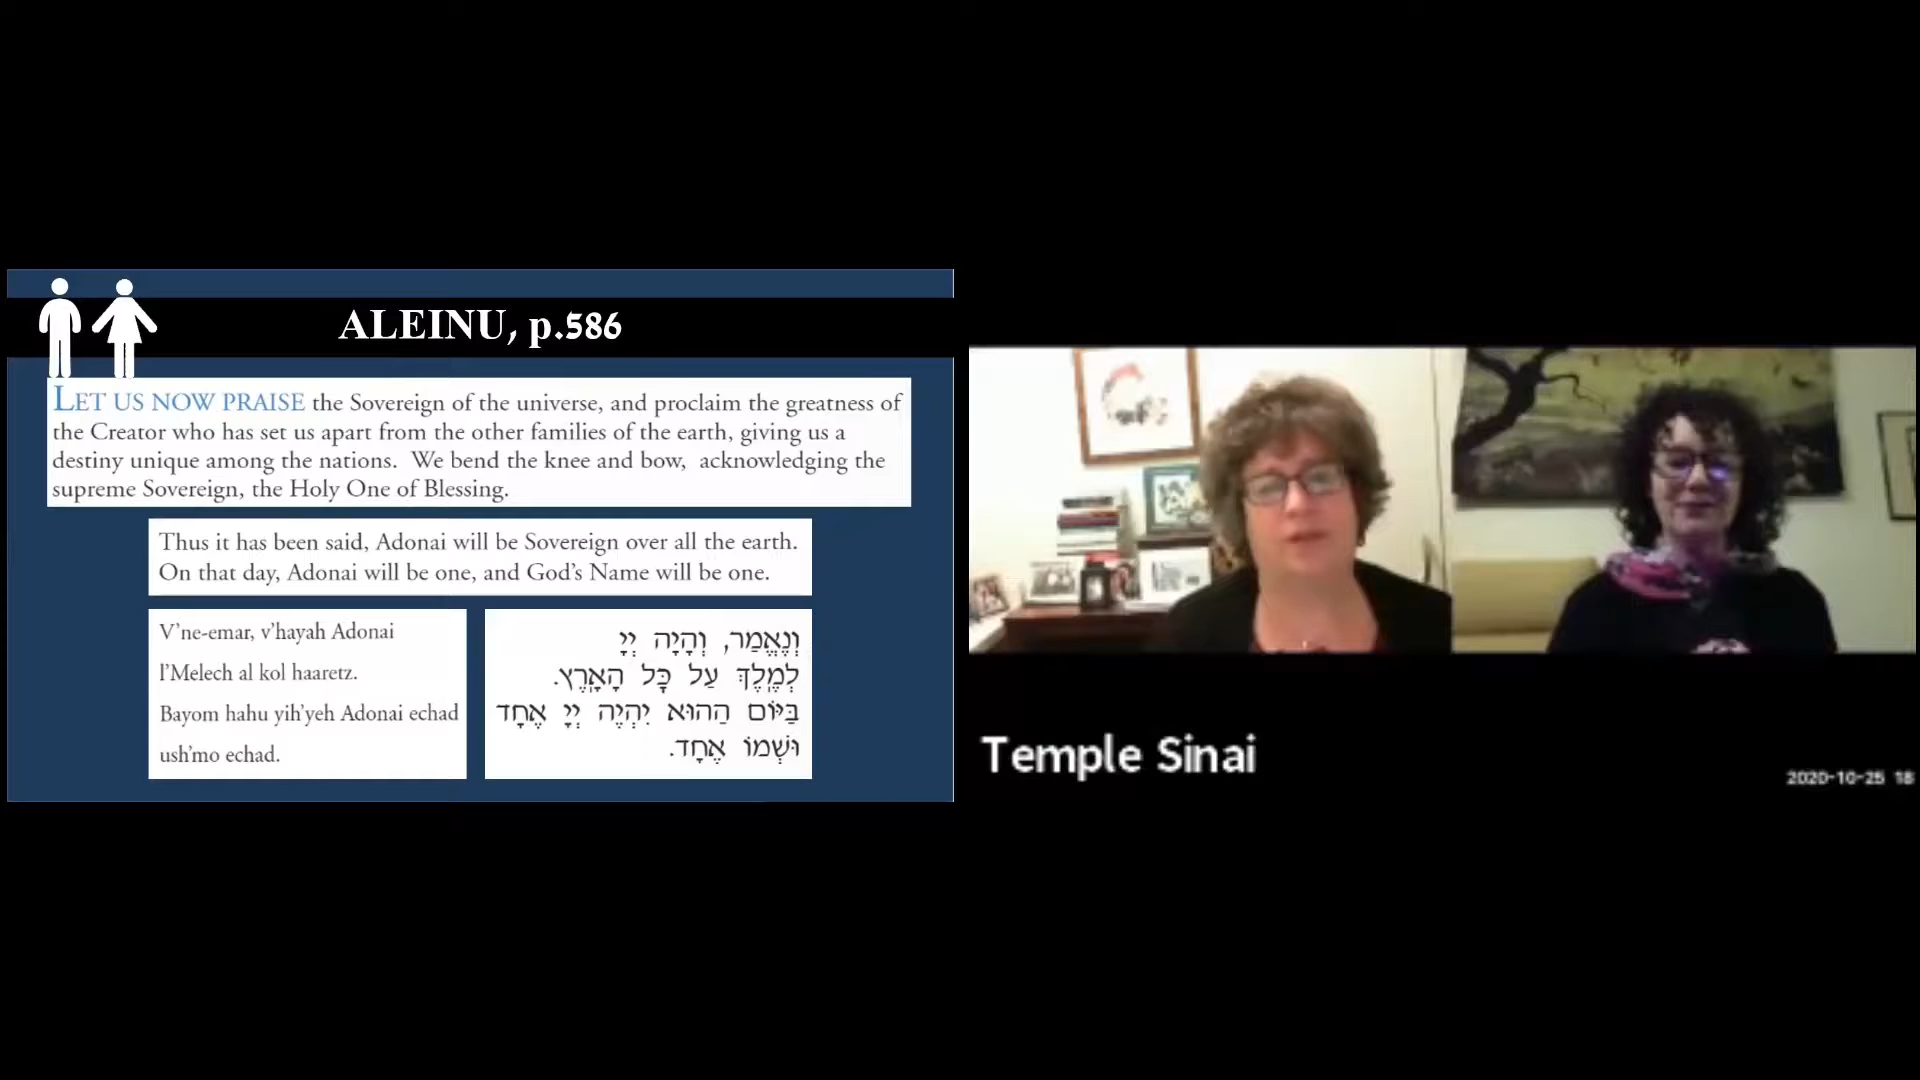 ALEINU, p.586
LET US NOW PRAISE the Sovereign of the universe, and proclaim the greatness of
the Creator who has set us apart from the other families of the earth, giving us a
destiny unique among the nations. We bend the knee and bow, acknowledging the
supreme Sovereign, the Holy One of Blessing.
Thus it has been said, Adonai will be Sovereign over all the earth.
On that day, Adonai will be one, and God's Name will be one.
V'ne-emar, v'hayah Adonai
l'Melech al kol haaretz.
Bayom hahu yih'yeh Adonai echad
ush'mo echad.
וְנֶאֱמַר, וְהָיָה יְיָ
לְמֶֽלֶךְ עַל כׇּל הָאָֽרֶץ.
בַּיּוֹם הַהוּא יִהְיֶה יְיָ אֶחָד
וּשְׁמוֹ אֶחָד.
Temple Sinai
2020-10-25 18